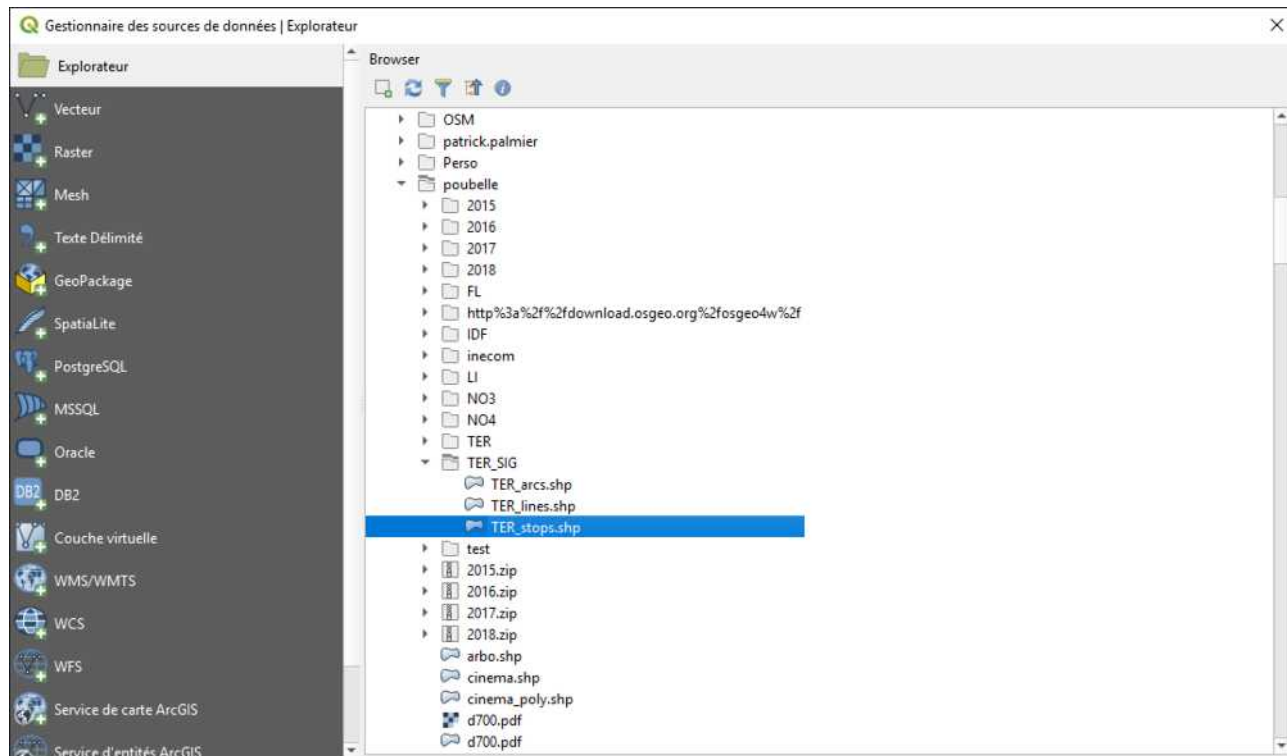 Gestionnaire des sources de données | Explorateur
Explorateur
Vecteur
Raster
Mesh
Texte Délimité
GeoPackage
SpatiaLite
PostgreSQL
MSSQL
Oracle
DB2 DB2
Couche virtuelle
WMS/WMTS
WCS
WFS
Service de carte ArcGIS
Service d'entités ArcGIS
Browser
OSM
patrick.palmier
Perso
poubelle
2015
2016
2017
2018
FL
http%3a%2f%2fdownload.osgeo.org%2fosgeo4w%2f
IDF
inecom
LI
NO3
NO4
TER
TER_SIG
TER_arcs.shp
TER_lines.shp
TER_stops.shp
test
2015.zip
2016.zip
2017.zip
2018.zip
arbo.shp
cinema.shp
cinema_poly.shp
d700.pdf
d700.pdf